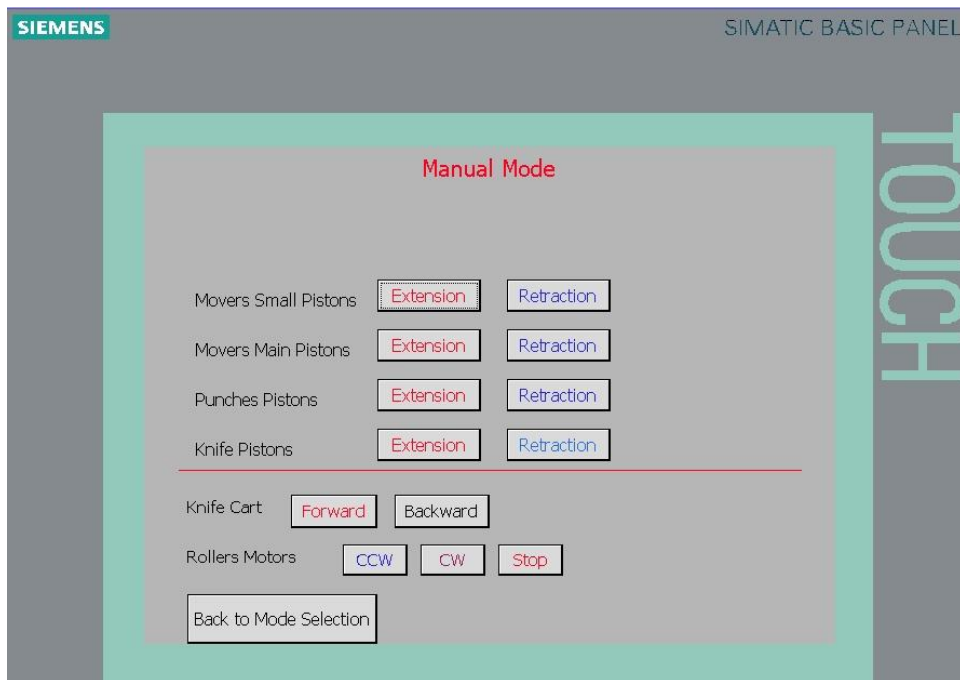 SIEMENS
SIMATIC BASIC PANEL
TOUCH
Manual Mode
Movers Small Pistons Extension Retraction
Movers Main Pistons Extension Retraction
Punches Pistons Extension Retraction
Knife Pistons Extension Retraction
Knife Cart Forward Backward
Rollers Motors CCW CW Stop
Back to Mode Selection